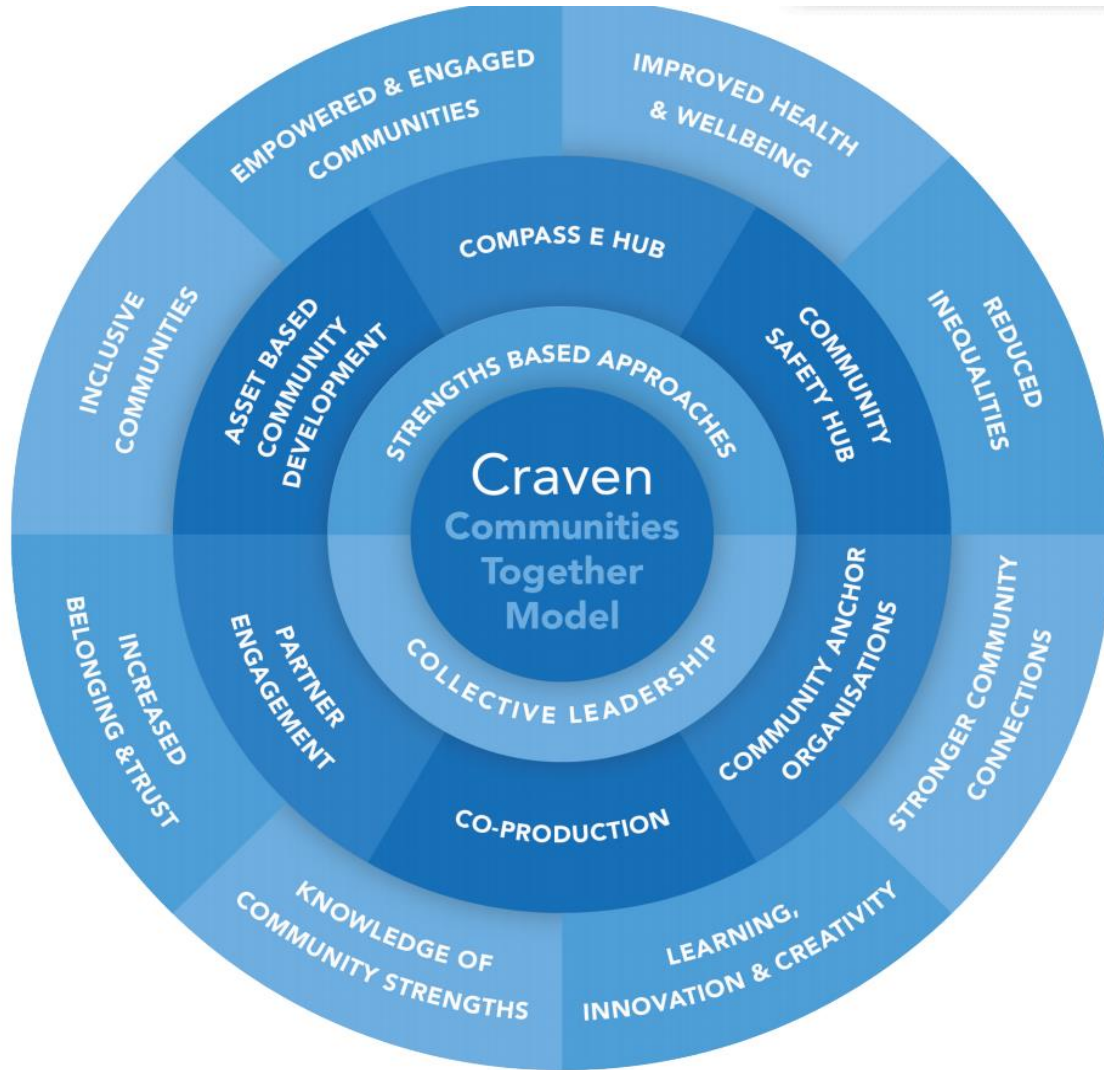 EMPOWERED & ENGAGED
COMMUNITIES
IMPROVED HEALTH
& WELLBEING
REDUCED
INEQUALITIES
STRONGER COMMUNITY
CONNECTIONS
LEARNING,
INNOVATION & CREATIVITY
KNOWLEDGE OF
COMMUNITY STRENGTHS
INCREASED
BELONGING &TRUST
INCLUSIVE
COMMUNITIES
COMPASS E HUB
COMMUNITY
SAFETY HUB
COMMUNITY ANCHOR
ORGANISATIONS
CO-PRODUCTION
PARTNER
ENGAGEMENT
ASSET BASED
COMMUNITY
DEVELOPMENT
STRENGTHS BASED APPROACHES
COLLECTIVE LEADERSHIP
Craven
Communities
Together
Model